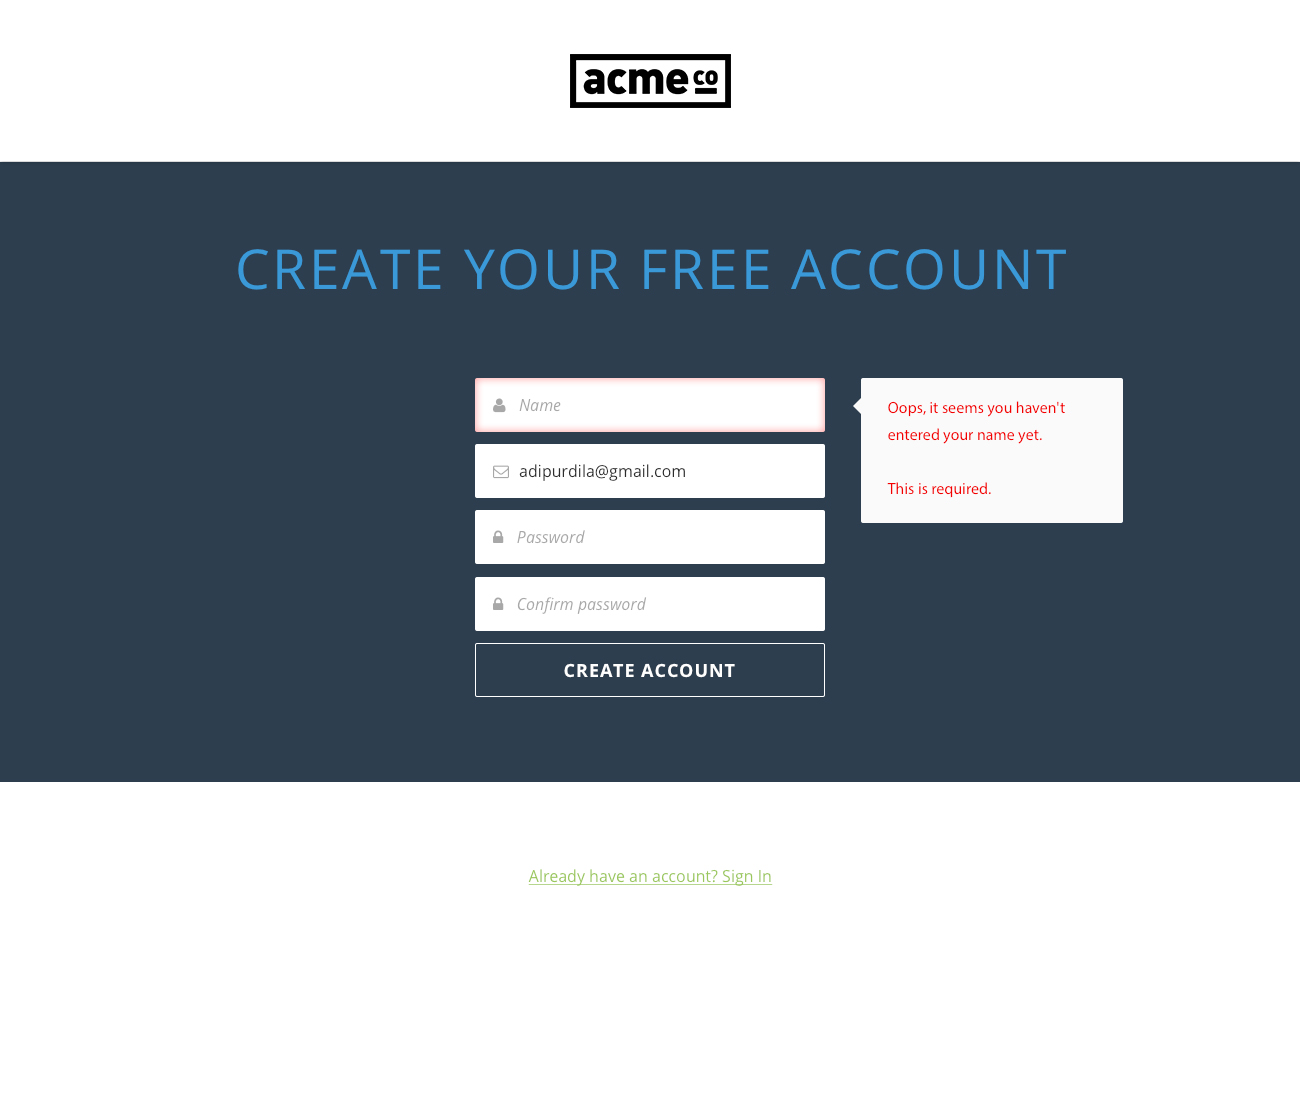 acme co
CREATE YOUR FREE ACCOUNT
Name
Oops, it seems you haven't
entered your name yet.
This is required.
adipurdila@gmail.com
Password
Confirm password
CREATE ACCOUNT
Already have an account? Sign In